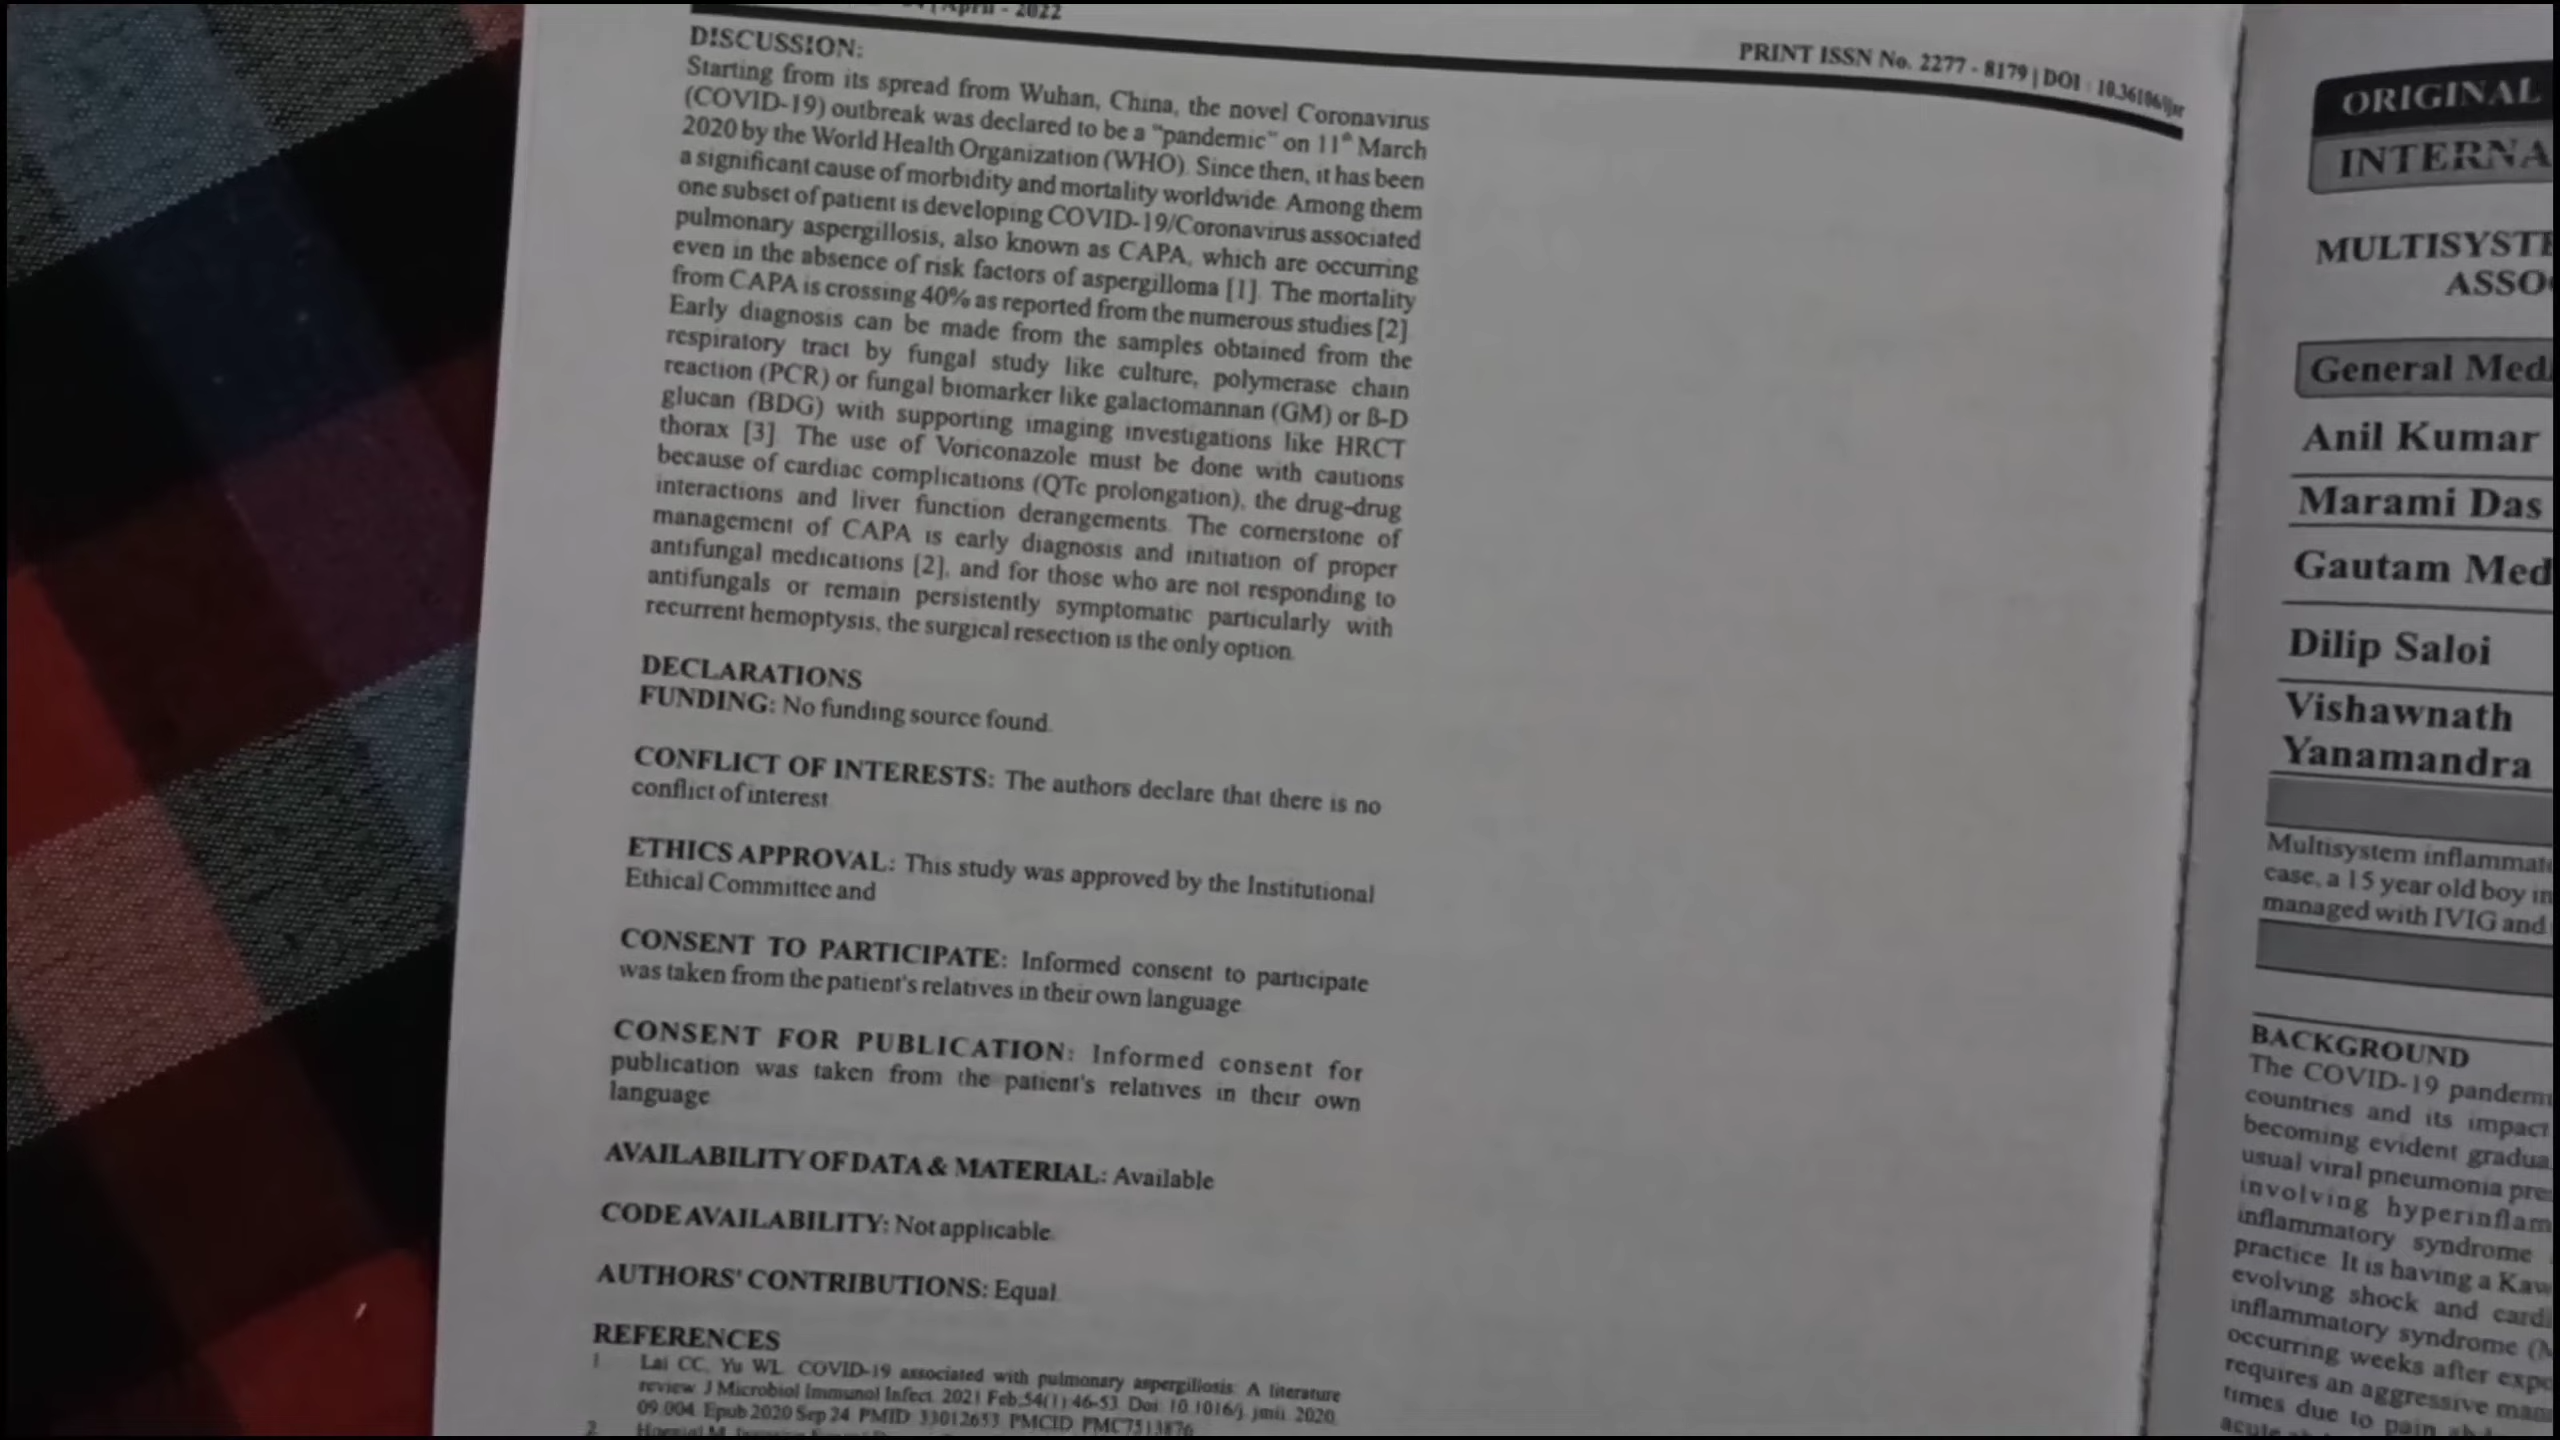 April - 2022
PRINT ISSN No. 2277 - 8179 | DOI : 10.36106/ijsr
DISCUSSION:
Starting from its spread from Wuhan, China, the novel Coronavirus
(COVID-19) outbreak was declared to be a "pandemic" on 11th March
2020 by the World Health Organization (WHO). Since then, it has been
a significant cause of morbidity and mortality worldwide. Among them
one subset of patient is developing COVID-19/Coronavirus associated
pulmonary aspergillosis, also known as CAPA, which are occurring
even in the absence of risk factors of aspergilloma [1]. The mortality
from CAPA is crossing 40% as reported from the numerous studies [2].
Early diagnosis can be made from the samples obtained from the
respiratory tract by fungal study like culture, polymerase chain
reaction (PCR) or fungal biomarker like galactomannan (GM) or ß-D
glucan (BDG) with supporting imaging investigations like HRCT
thorax [3]. The use of Voriconazole must be done with cautions
because of cardiac complications (QTc prolongation), the drug-drug
interactions and liver function derangements. The cornerstone of
management of CAPA is early diagnosis and initiation of proper
antifungal medications [2], and for those who are not responding to
antifungals or remain persistently symptomatic particularly with
recurrent hemoptysis, the surgical resection is the only option.
DECLARATIONS
FUNDING: No funding source found.
CONFLICT OF INTERESTS: The authors declare that there is no
conflict of interest
ETHICS APPROVAL: This study was approved by the Institutional
Ethical Committee and
CONSENT TO PARTICIPATE: Informed consent to participate
was taken from the patient's relatives in their own language
CONSENT FOR PUBLICATION: Informed consent for
publication was taken from the patient's relatives in their own
language
AVAILABILITY OF DATA & MATERIAL: Available
CODE AVAILABILITY: Not applicable.
AUTHORS' CONTRIBUTIONS: Equal.
REFERENCES
1. Lai CC, Yu WL. COVID-19 associated with pulmonary aspergillosis: A literature
review. J Microbiol Immunol Infect. 2021 Feb;54(1):46-53. Doi: 10.1016/j. jmii. 2020.
09.004. Epub 2020 Sep 24. PMID: 33012653. PMCID: PMC7513876.
2.
ORIGINAL
INTERNA
MULTISYSTE
ASSO
General Med
Anil Kumar
Marami Das
Gautam Med
Dilip Saloi
Vishawnath
Yanamandra
Multisystem inflammat
case, a 15 year old boy in
managed with IVIG and
BACKGROUND
The COVID-19 pandem
countries and its impact
becoming evident gradua
usual viral pneumonia pre
involving hyperinflam
inflammatory syndrome
practice. It is having a Kaw
evolving shock and cardi
inflammatory syndrome (M
occurring weeks after expo
requires an aggressive man
times due to pain